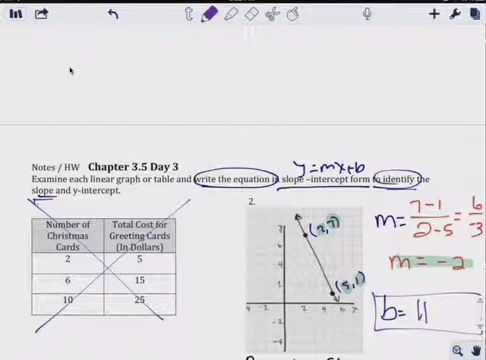 Notes / HW Chapter 3.5 Day 3
y=mx+b
Examine each linear graph or table and write the equation in slope –intercept form to identify the
slope and y-intercept.
Number of Christmas Cards
Total Cost for Greeting Cards (In Dollars)
2 5
6 15
10 25
2.
(2,7)
(5,1)
m= 7-1 / 2-5 = 6 / -3
m = -2
b = 11